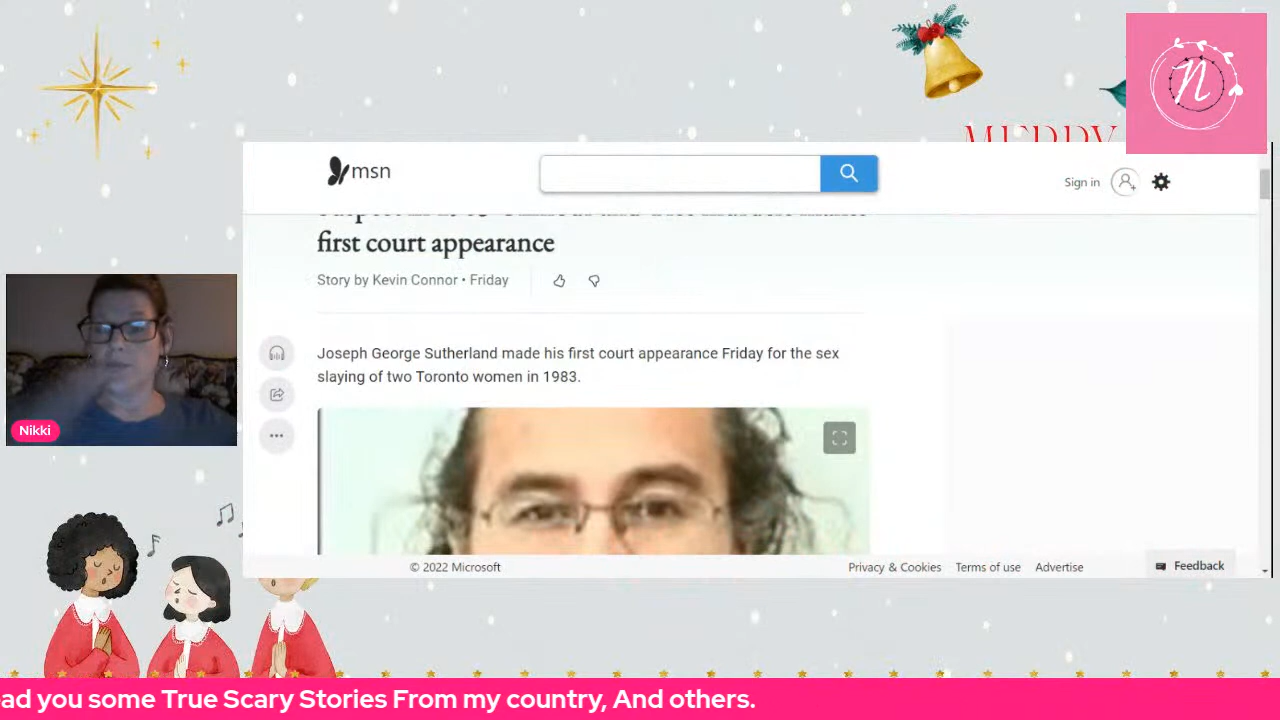 MERRY
n
msn
Sign in
first court appearance
Story by Kevin Connor • Friday
Joseph George Sutherland made his first court appearance Friday for the sex
slaying of two Toronto women in 1983.
Nikki
© 2022 Microsoft
Privacy & Cookies Terms of use Advertise
Feedback
ad you some True Scary Stories From my country, And others.